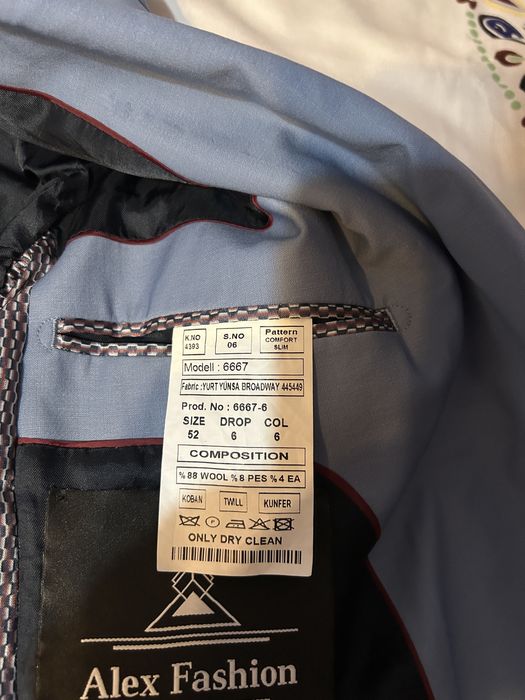 K.NO
4393
S.NO
06
Pattern
COMFORT
SLIM
Modell : 6667
Fabric : YURT YÜNSA BROADWAY 445449
Prod. No : 6667-6
SIZE DROP COL
52 6 6
COMPOSITION
%88 WOOL %8 PES %4 EA
KOBAN TWILL KUNFER
P
ONLY DRY CLEAN
Alex Fashion